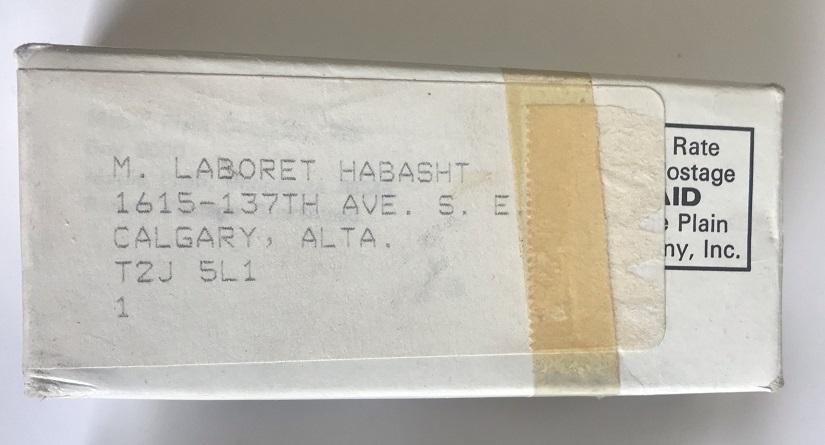 M. LABORET HABASHT
1615-137TH AVE. S. E.
CALGARY, ALTA.
T2J 5L1
1
Rate
ostage
AID
e Plain
ny, Inc.